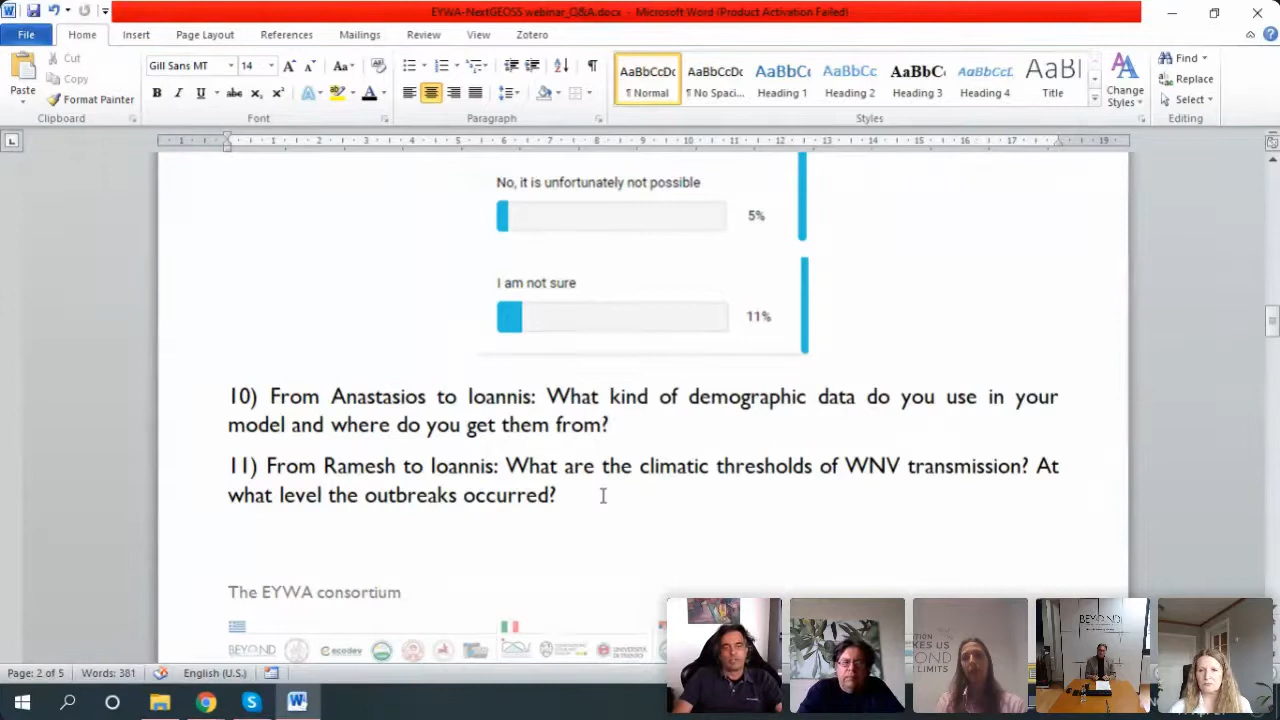 EYWA-NextGEOSS webinar_Q&A.docx - Microsoft Word (Product Activation Failed)
File Home Insert Page Layout References Mailings Review View Zotero
Paste
Cut
Copy
Format Painter
Clipboard
Gill Sans MT 14
Font
Paragraph
AaBbCcDc AaBbCcDc AaBbC AaBbCc AaBbC AaBbCcD AaBI
¶ Normal ¶ No Spaci... Heading 1 Heading 2 Heading 3 Heading 4 Title
Styles
Change
Styles
Find
Replace
Select
Editing
No, it is unfortunately not possible
5%
I am not sure
11%
10) From Anastasios to Ioannis: What kind of demographic data do you use in your
model and where do you get them from?
11) From Ramesh to Ioannis: What are the climatic thresholds of WNV transmission? At
what level the outbreaks occurred?
The EYWA consortium
BEYOND ecodev
Page: 2 of 5 Words: 381 English (U.S.)